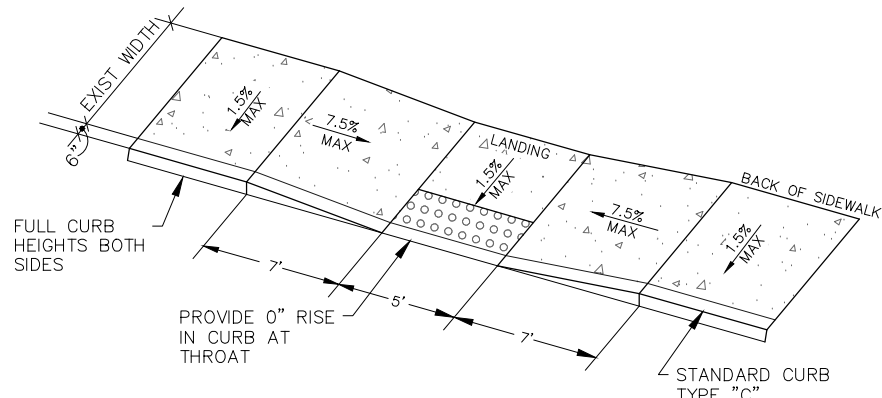 EXIST WIDTH
6"
1.5%
MAX
7.5%
MAX
LANDING
1.5%
MAX
7.5%
MAX
BACK OF SIDEWALK
1.5%
MAX
FULL CURB
HEIGHTS BOTH
SIDES
7'
5'
7'
PROVIDE 0" RISE
IN CURB AT
THROAT
STANDARD CURB
TYPE "C"